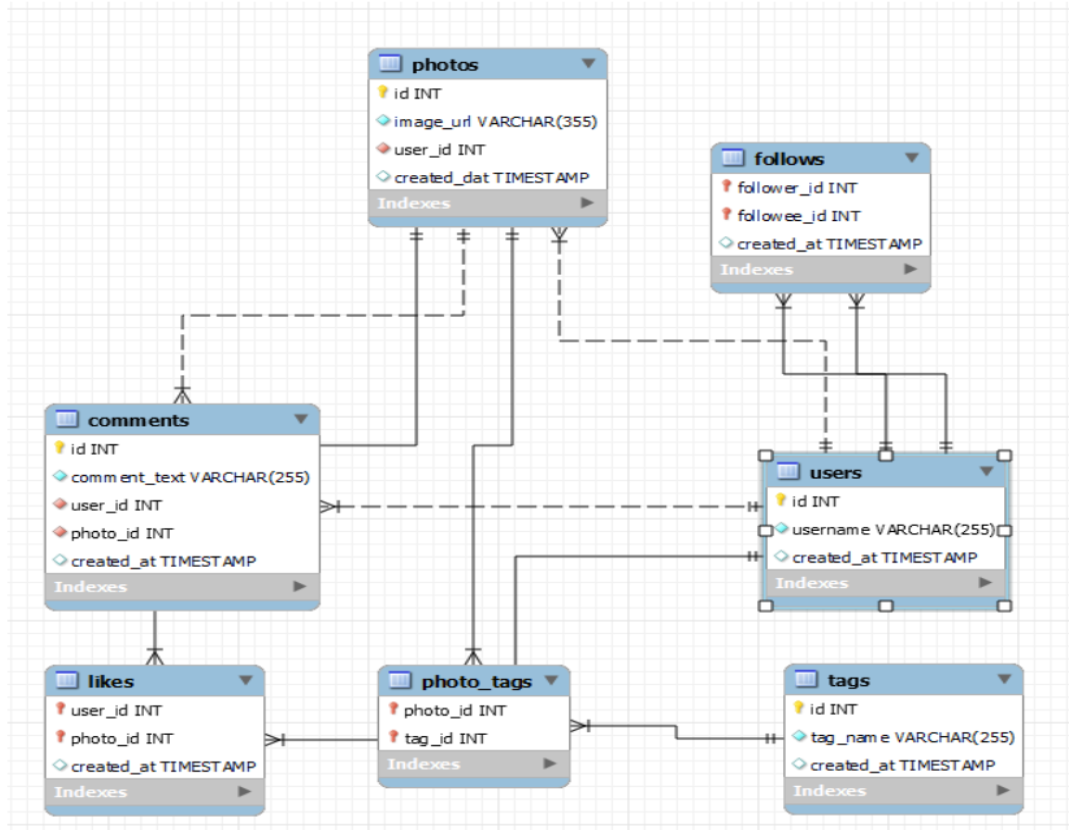 photos
id INT
image_url VARCHAR(355)
user_id INT
created_dat TIMESTAMP
Indexes
follows
follower_id INT
followee_id INT
created_at TIMESTAMP
Indexes
comments
id INT
comment_text VARCHAR(255)
user_id INT
photo_id INT
created_at TIMESTAMP
Indexes
users
id INT
username VARCHAR(255)
created_at TIMESTAMP
Indexes
likes
user_id INT
photo_id INT
created_at TIMESTAMP
Indexes
photo_tags
photo_id INT
tag_id INT
Indexes
tags
id INT
tag_name VARCHAR(255)
created_at TIMESTAMP
Indexes